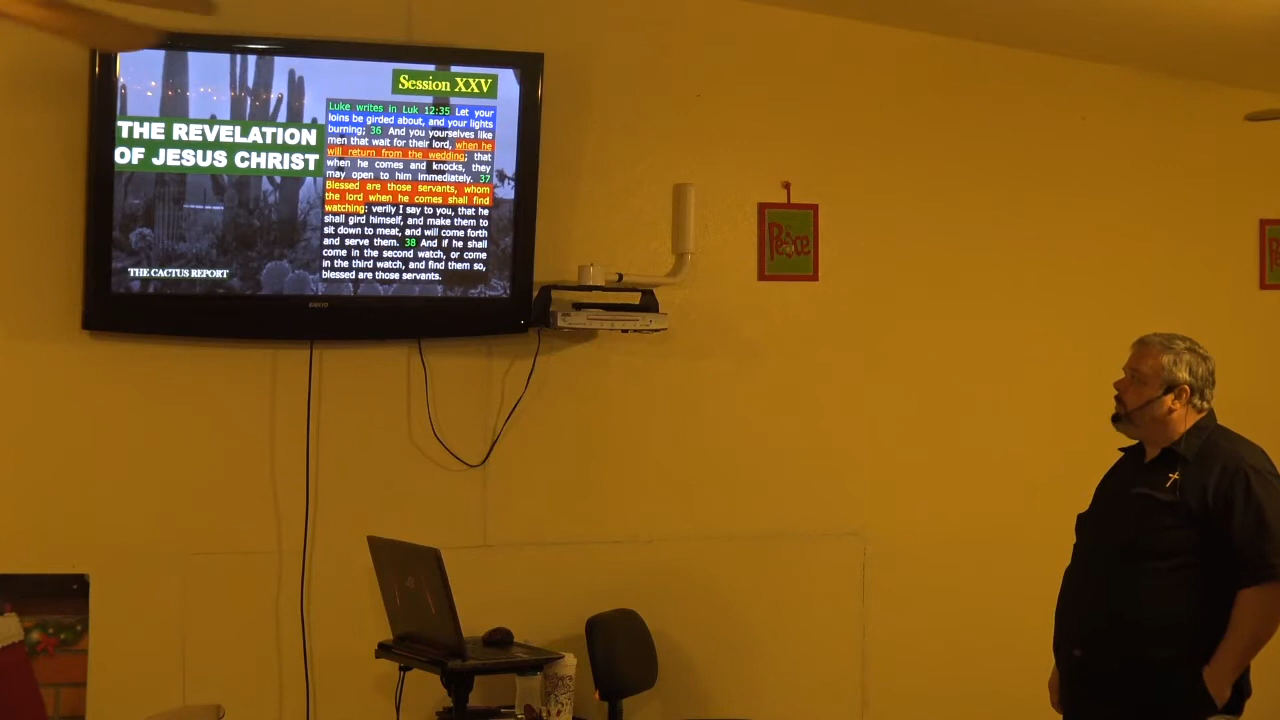 Session XXV
THE REVELATION
OF JESUS CHRIST
Luke writes in Luk 12:35 Let your
loins be girded about, and your lights
burning; 36 And you yourselves like
men that wait for their lord, when he
will return from the wedding; that
when he comes and knocks, they
may open to him immediately. 37
Blessed are those servants, whom
the lord when he comes shall find
watching: verily I say to you, that he
shall gird himself, and make them to
sit down to meat, and will come forth
and serve them. 38 And if he shall
come in the second watch, or come
in the third watch, and find them so,
blessed are those servants.
THE CACTUS REPORT
SANYO
Peace